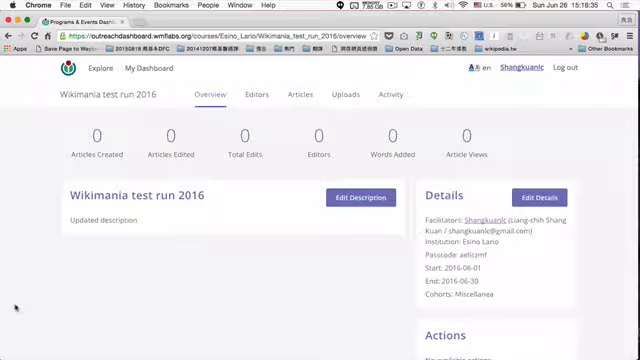 Chrome File Edit View History Bookmarks People Window Help
56% Sun Jun 26 15:16:35
Programs & Events Dashboard
https://outreachdashboard.wmflabs.org/courses/Esino_Lario/Wikimania_test_run_2016/overview
Apps Save Page to Wayba 20150818 Open Data wikipedia.tw Other Bookmarks
Explore My Dashboard en Shangkuanlc Log out
Wikimania test run 2016 Overview Editors Articles Uploads Activity
0 0 0 0 0 0
Articles Created Articles Edited Total Edits Editors Words Added Article Views
Wikimania test run 2016 Edit Description
Updated description
Details Edit Details
Facilitators: Shangkuanlc (Liang-chih Shang
Kuan / shangkuanlc@gmail.com)
Institution: Esino Lario
Passcode: aeliczmf
Start: 2016-06-01
End: 2016-06-30
Cohorts: Miscellanea
Actions